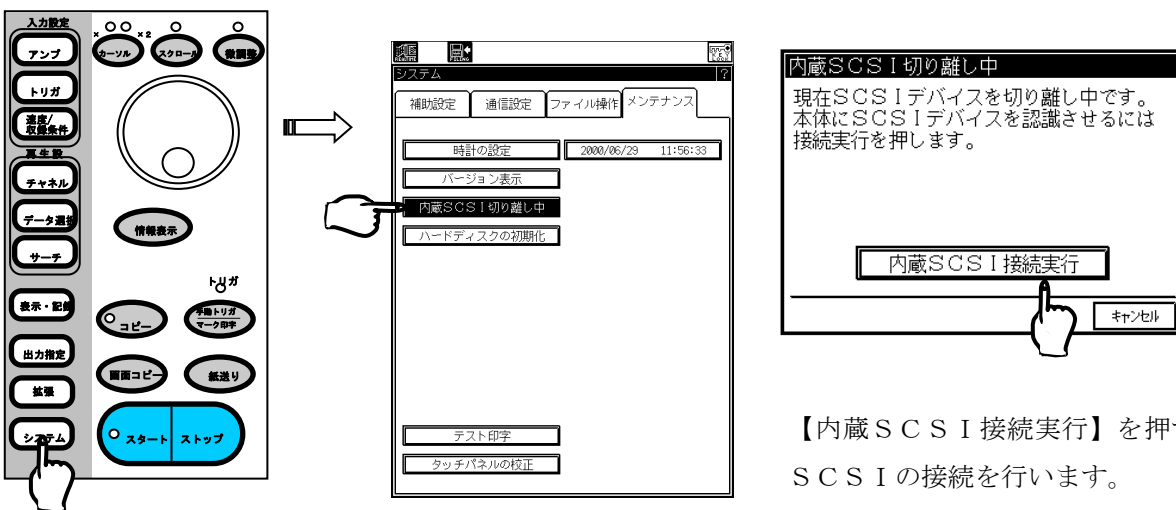 入力設定
アンプ
トリガ
速度/
収録条件
再生設
チャネル
データ選
サーチ
表示・記
出力指定
拡張
システム
× ×2
カーソル
スクロール
微調整
情報表示
トリガ
コピー
手動トリガ
マーク印字
画面コピー
紙送り
スタート
ストップ
REALTIME
FILING
システム ?
補助設定 通信設定 ファイル操作 メンテナンス
時計の設定 2000/06/29 11:56:33
バージョン表示
内蔵SCSI切り離し中
ハードディスクの初期化
テスト印字
タッチパネルの校正
内蔵SCSI切り離し中
現在SCSIデバイスを切り離し中です。
本体にSCSIデバイスを認識させるには
接続実行を押します。
内蔵SCSI接続実行
キャンセル
【内蔵SCSI接続実行】を押
SCSIの接続を行います。